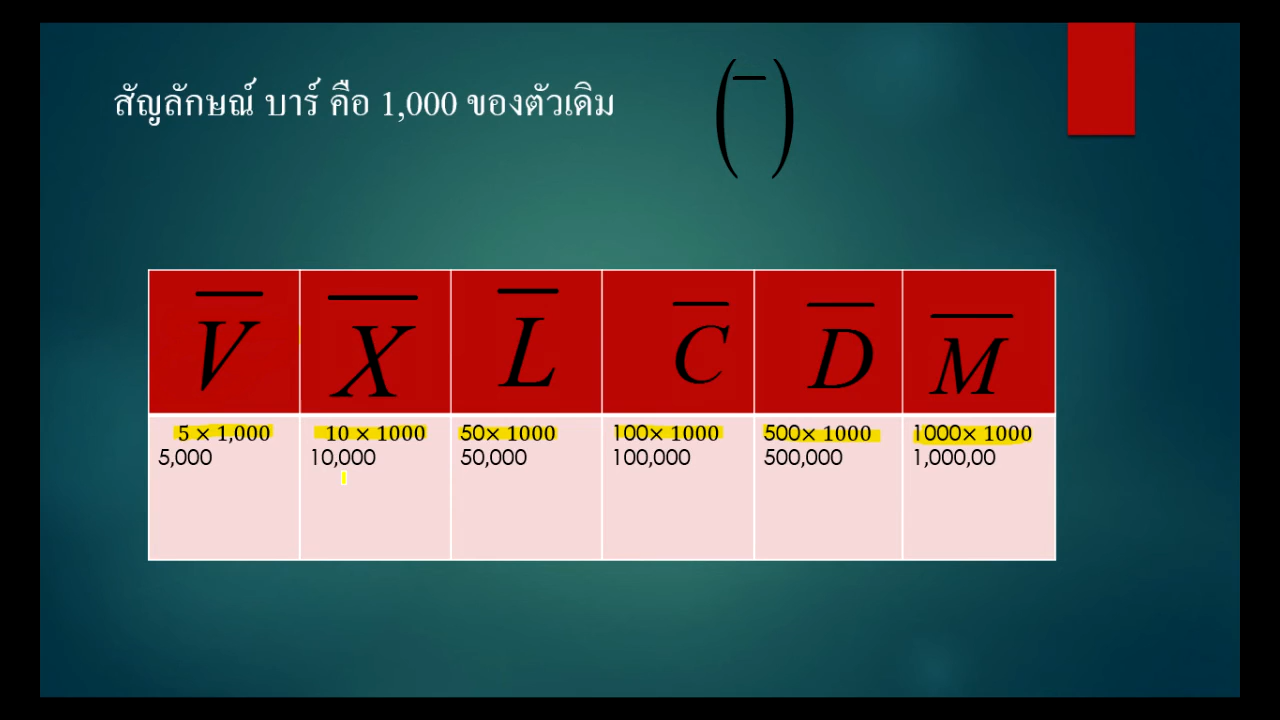 สัญลักษณ์ บาร์ คือ 1,000 ของตัวเดิม (‾)
V̅ X̅ L̅ C̅ D̅ M̅
5 × 1,000 10 × 1000 50× 1000 100× 1000 500× 1000 1000× 1000
5,000 10,000 50,000 100,000 500,000 1,000,00